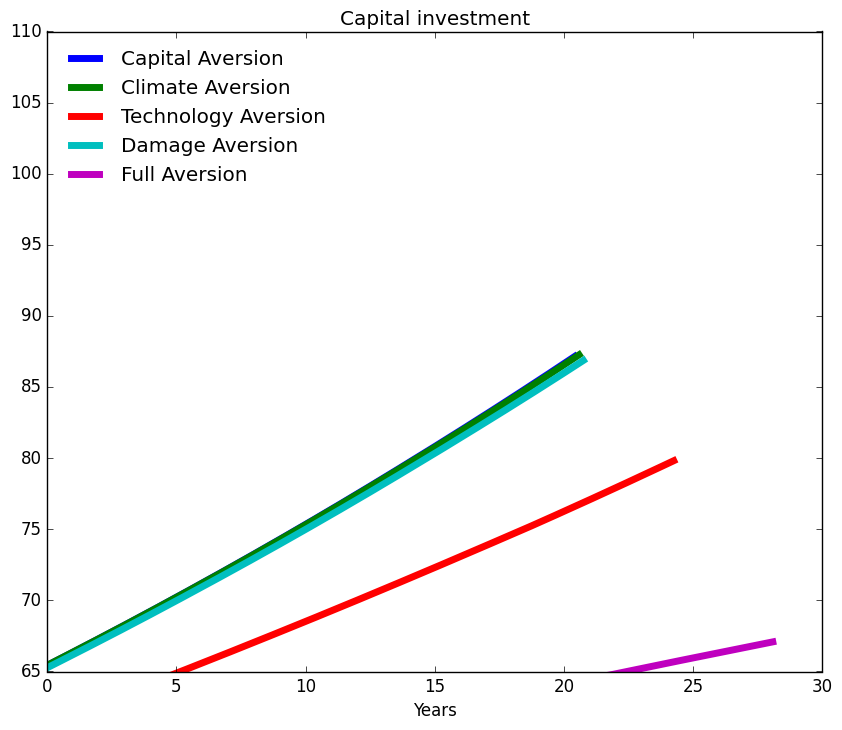 Capital investment
110
105
100
95
90
85
80
75
70
65
Capital Aversion
Climate Aversion
Technology Aversion
Damage Aversion
Full Aversion
0 5 10 15 20 25 30
Years